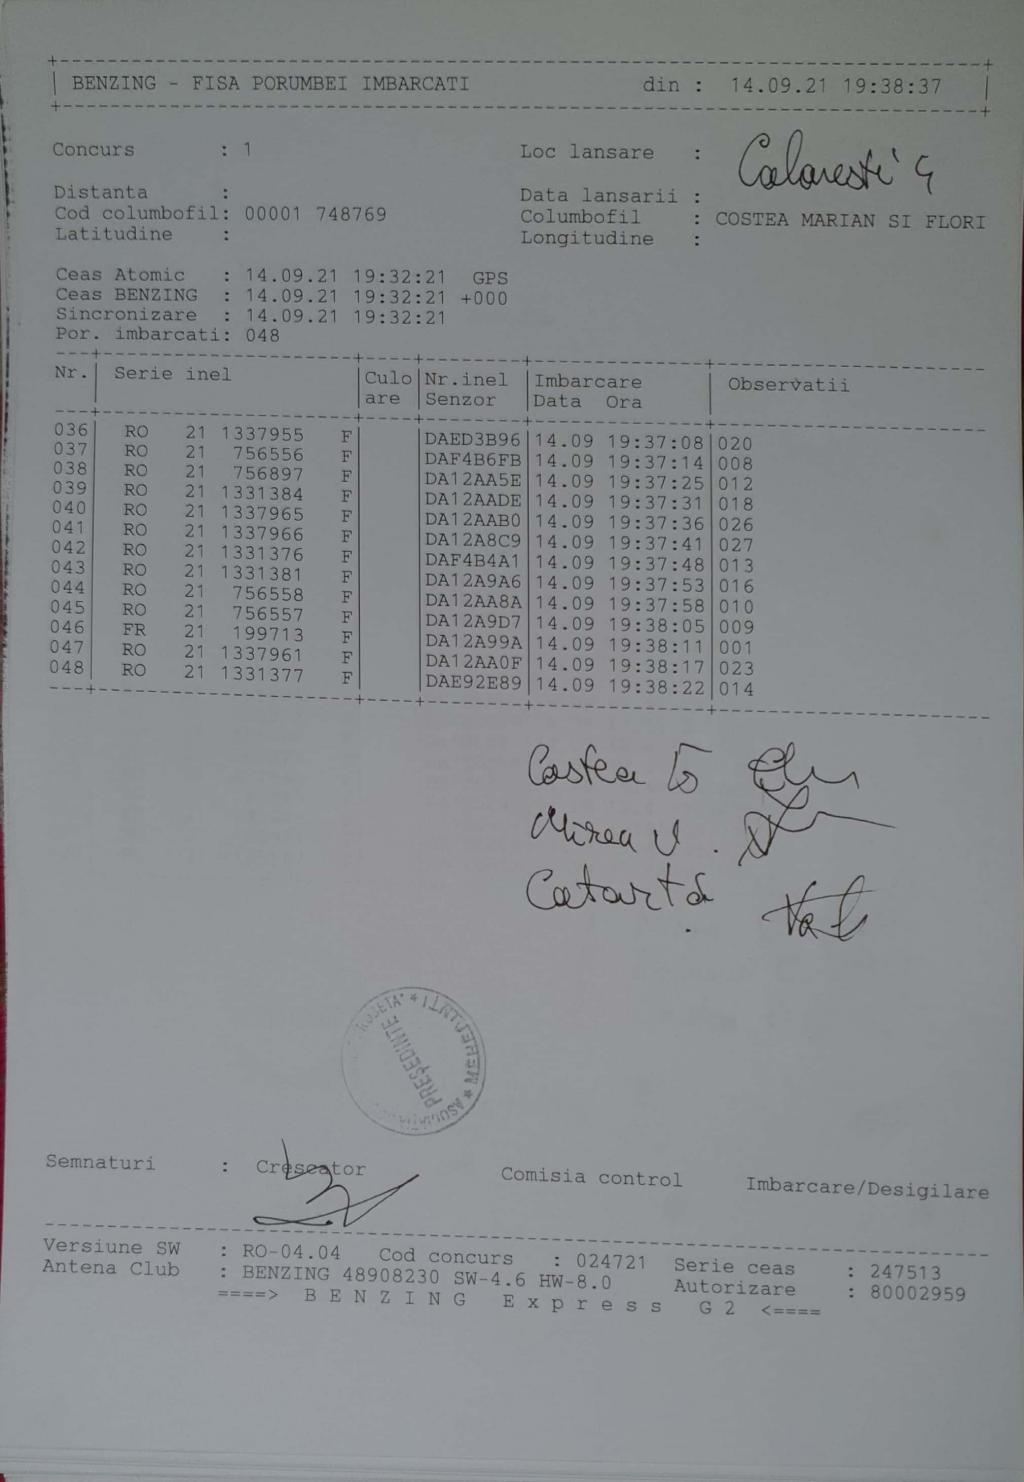 BENZING - FISA PORUMBEI IMBARCATI din : 14.09.21 19:38:37
Concurs : 1 Loc lansare :
Distanta : Data lansarii :
Cod columbofil: 00001 748769 Columbofil : COSTEA MARIAN SI FLORI
Latitudine : Longitudine :
Ceas Atomic : 14.09.21 19:32:21 GPS
Ceas BENZING : 14.09.21 19:32:21 +000
Sincronizare : 14.09.21 19:32:21
Por. imbarcati: 048
Nr. Serie inel Culo Nr.inel Imbarcare Observatii
are Senzor Data Ora
036 RO 21 1337955 F DAED3B96 14.09 19:37:08 020
037 RO 21 756556 F DAF4B6FB 14.09 19:37:14 008
038 RO 21 756897 F DA12AA5E 14.09 19:37:25 012
039 RO 21 1331384 F DA12AADE 14.09 19:37:31 018
040 RO 21 1337965 F DA12AAB0 14.09 19:37:36 026
041 RO 21 1337966 F DA12A8C9 14.09 19:37:41 027
042 RO 21 1331376 F DAF4B4A1 14.09 19:37:48 013
043 RO 21 1331381 F DA12A9A6 14.09 19:37:53 016
044 RO 21 756558 F DA12AA8A 14.09 19:37:58 010
045 RO 21 756557 F DA12A9D7 14.09 19:38:05 009
046 FR 21 199713 F DA12A99A 14.09 19:38:11 001
047 RO 21 1337961 F DA12AA0F 14.09 19:38:17 023
048 RO 21 1331377 F DAE92E89 14.09 19:38:22 014
Costea
Mirea
PREŞEDINTE
MEHEDINTI
Semnaturi : Crescator Comisia control Imbarcare/Desigilare
Versiune SW : RO-04.04 Cod concurs : 024721 Serie ceas : 247513
Antena Club : BENZING 48908230 SW-4.6 HW-8.0 Autorizare : 80002959
====> B E N Z I N G E x p r e s s G 2 <====